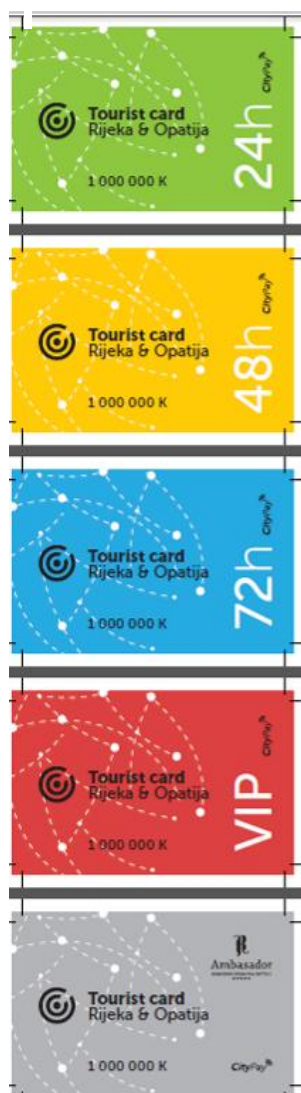 Tourist card
Rijeka & Opatija
1 000 000 K
24h
CityPay
Tourist card
Rijeka & Opatija
1 000 000 K
48h
CityPay
Tourist card
Rijeka & Opatija
1 000 000 K
72h
CityPay
Tourist card
Rijeka & Opatija
1 000 000 K
VIP
CityPay
Ambasador
Tourist card
Rijeka & Opatija
1 000 000 K
CityPay